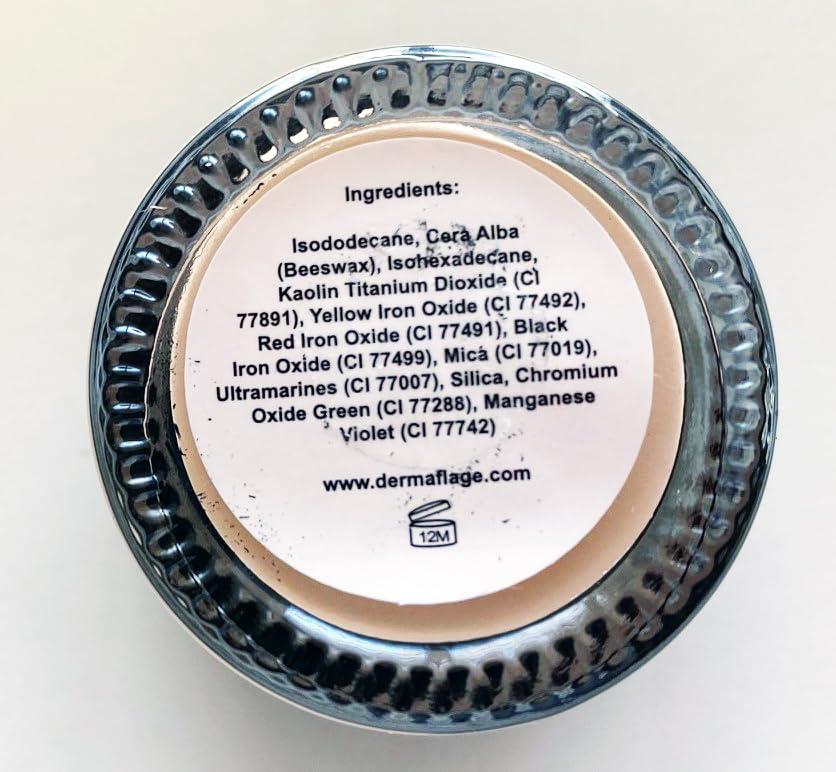 Ingredients:
Isododecane, Cera Alba
(Beeswax), Isohexadecane,
Kaolin Titanium Dioxide (CI
77891), Yellow Iron Oxide (CI 77492),
Red Iron Oxide (CI 77491), Black
Iron Oxide (CI 77499), Mica (CI 77019),
Ultramarines (CI 77007), Silica, Chromium
Oxide Green (CI 77288), Manganese
Violet (CI 77742)
www.dermaflage.com
12M